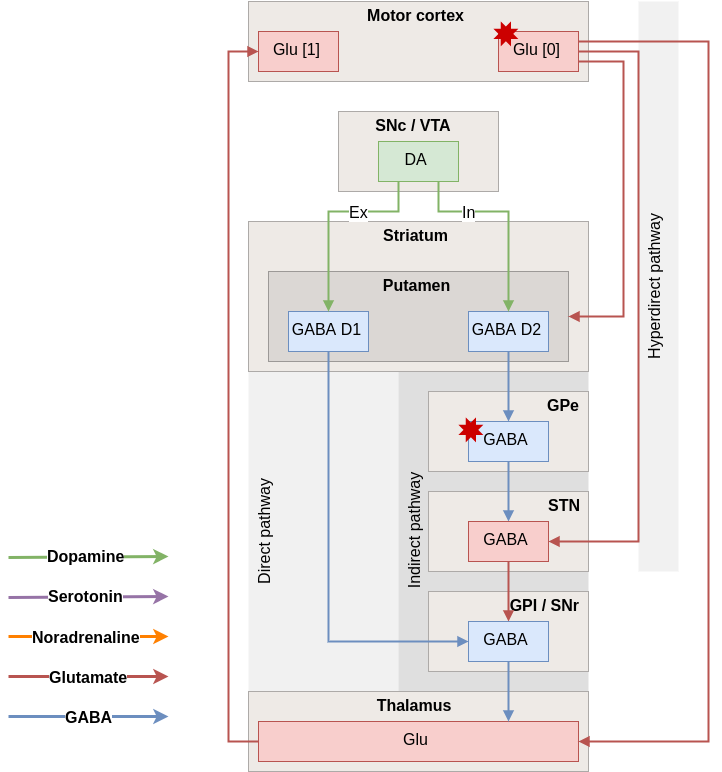 Motor cortex
Glu [1]
Glu [0]
SNc / VTA
DA
Ex
In
Striatum
Putamen
GABA D1
GABA D2
Hyperdirect pathway
GPe
GABA
Direct pathway
Indirect pathway
STN
GABA
GPI / SNr
GABA
Thalamus
Glu
Dopamine
Serotonin
Noradrenaline
Glutamate
GABA